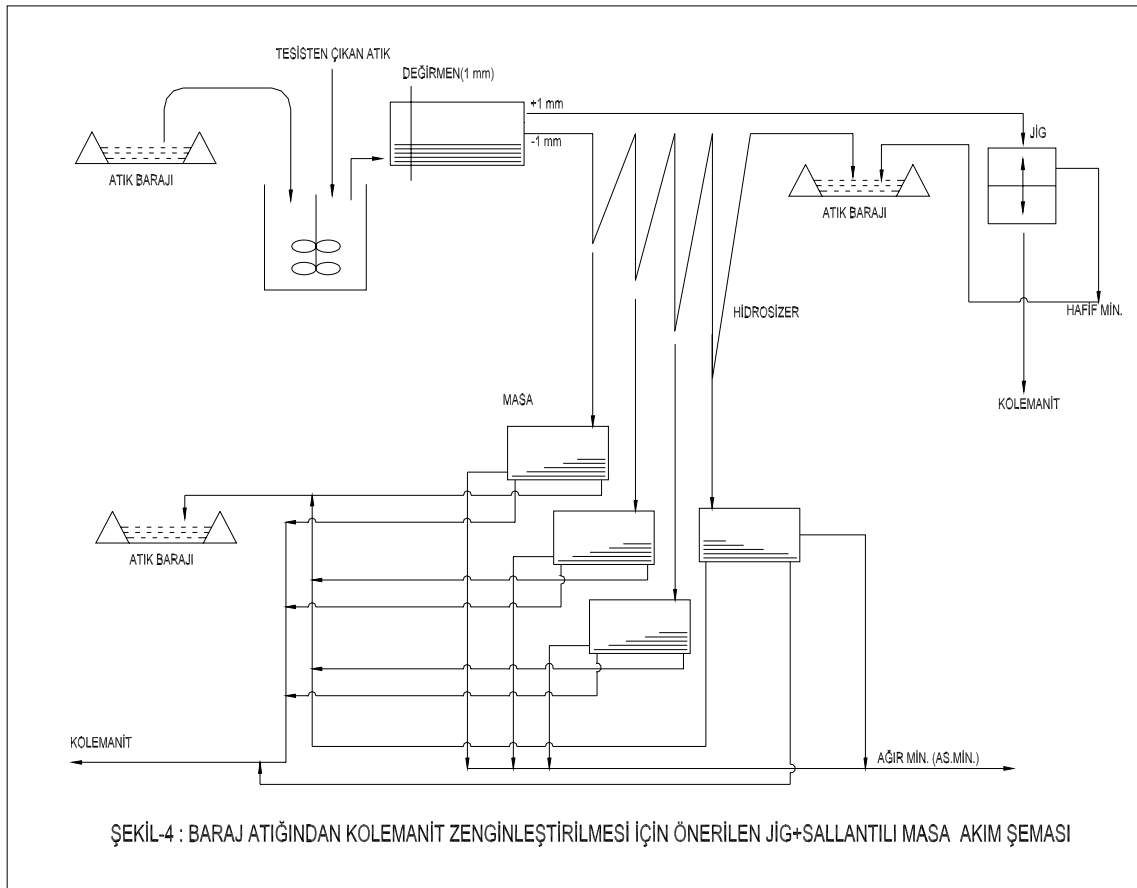 TESİSTEN ÇIKAN ATIK
DEĞİRMEN(1 mm)
+1 mm
-1 mm
JİG
ATIK BARAJI
ATIK BARAJI
HİDROSİZER
HAFİF MİN.
KOLEMANİT
MASA
ATIK BARAJI
KOLEMANİT
AĞIR MİN. (AS.MİN.)
ŞEKİL-4 : BARAJ ATIĞINDAN KOLEMANİT ZENGİNLEŞTİRİLMESİ İÇİN ÖNERİLEN JİG+SALLANTILI MASA AKIM ŞEMASI